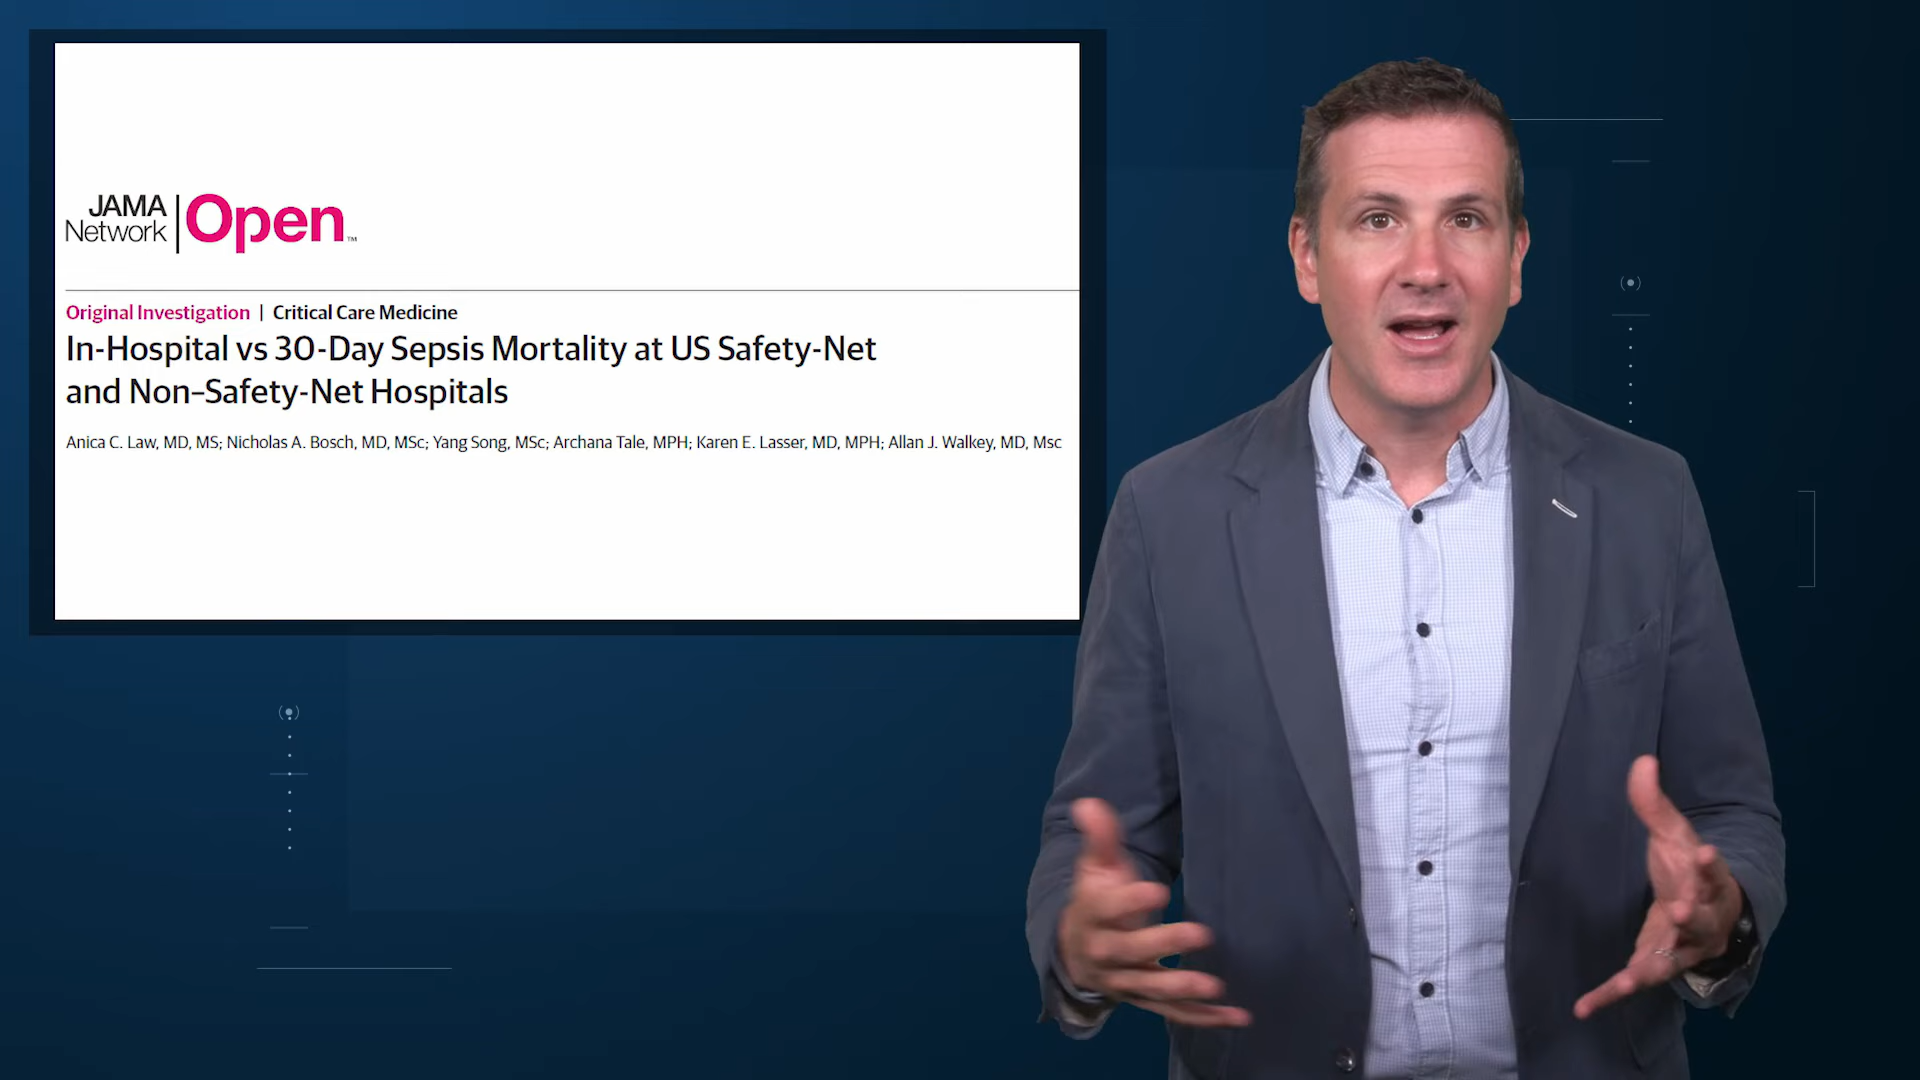 JAMA
Network
Open™
Original Investigation | Critical Care Medicine
In-Hospital vs 30-Day Sepsis Mortality at US Safety-Net
and Non–Safety-Net Hospitals
Anica C. Law, MD, MS; Nicholas A. Bosch, MD, MSc; Yang Song, MSc; Archana Tale, MPH; Karen E. Lasser, MD, MPH; Allan J. Walkey, MD, Msc